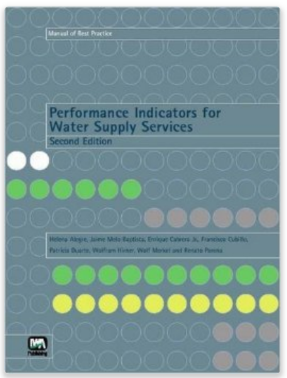 Manual of Best Practice
Performance Indicators for
Water Supply Services
Second Edition
Helena Alegre, Jaime Melo Baptista, Enrique Cabrera Jr, Francisco Cubillo,
Patrícia Duarte, Wolfram Hirner, Wolf Merkel and Renato Parena
IWA
Publishing